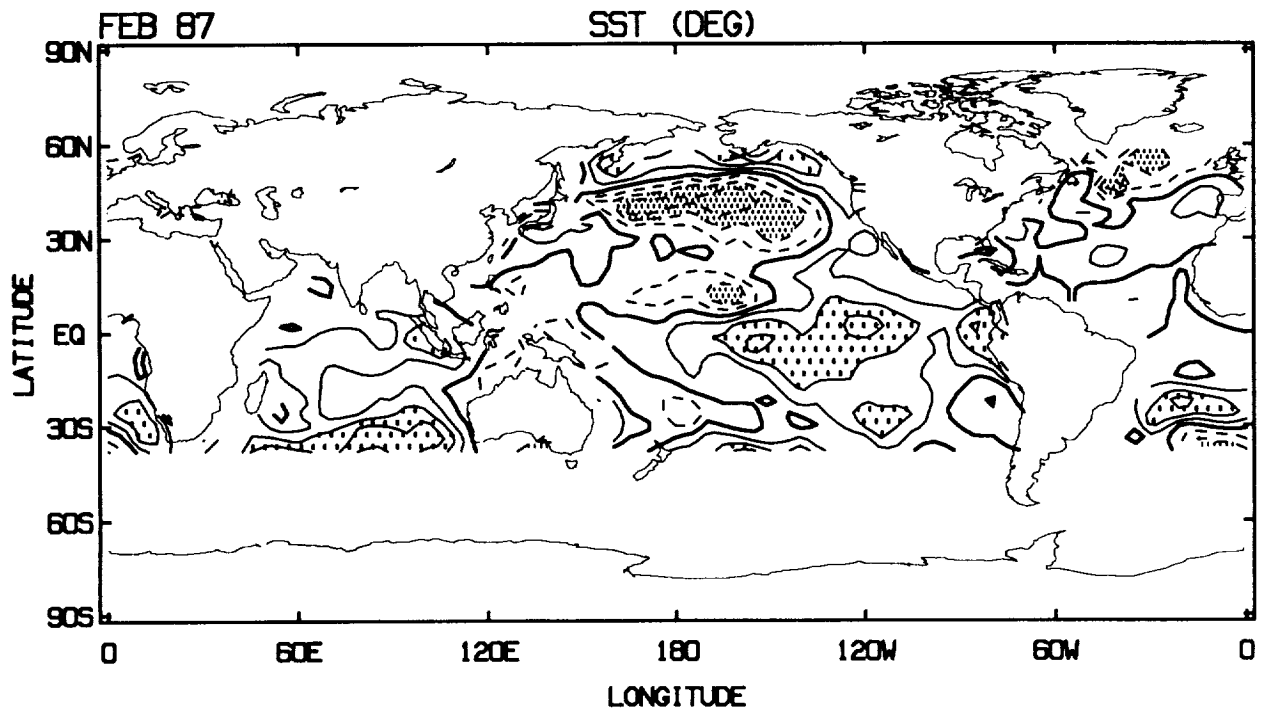 FEB 87 SST (DEG)
90N
60N
30N
EQ
30S
60S
90S
LATITUDE
0 60E 120E 180 120W 60W 0
LONGITUDE